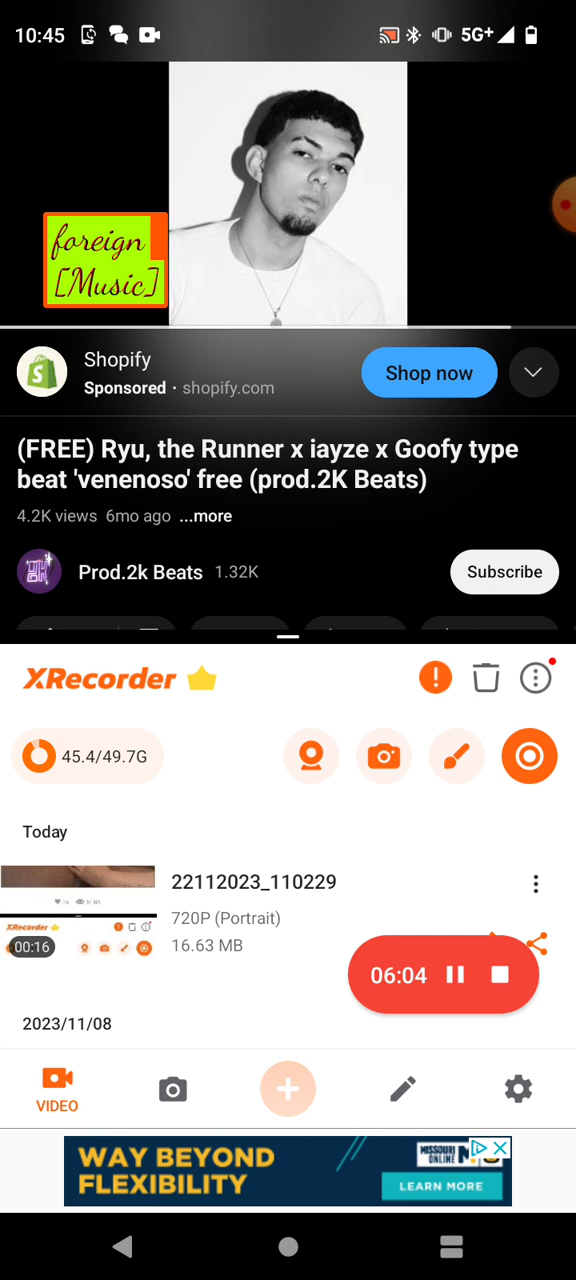 10:45
5G+
foreign
[Music]
Shopify
Sponsored · shopify.com
Shop now
(FREE) Ryu, the Runner x iayze x Goofy type
beat 'venenoso' free (prod.2K Beats)
4.2K views 6mo ago ...more
Prod.2k Beats 1.32K
Subscribe
XRecorder
45.4/49.7G
Today
22112023_110229
720P (Portrait)
16.63 MB
XRecorder
00:16
06:04
2023/11/08
VIDEO
WAY BEYOND
FLEXIBILITY
MISSOURI
ONLINE
LEARN MORE